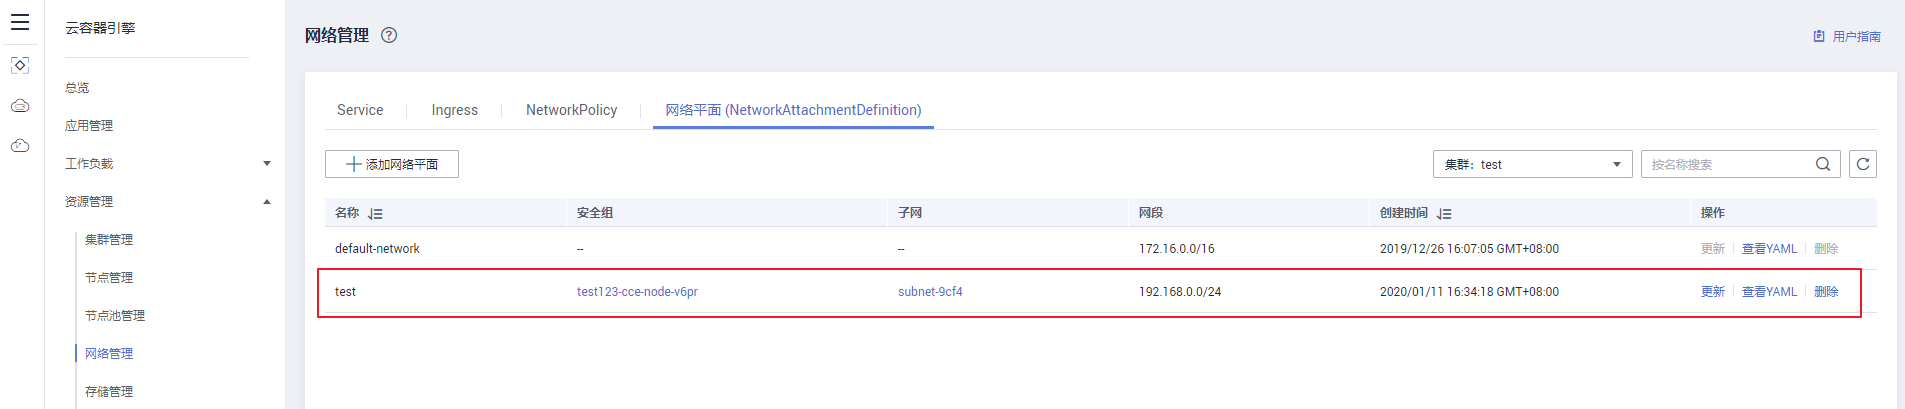 云容器引擎
总览
应用管理
工作负载
资源管理
集群管理
节点管理
节点池管理
网络管理
存储管理
网络管理
用户指南
Service Ingress NetworkPolicy 网络平面 (NetworkAttachmentDefinition)
添加网络平面
集群：test
按名称搜索
名称 安全组 子网 网段 创建时间 操作
default-network -- -- 172.16.0.0/16 2019/12/26 16:07:05 GMT+08:00 更新 查看YAML 删除
test test123-cce-node-v6pr subnet-9cf4 192.168.0.0/24 2020/01/11 16:34:18 GMT+08:00 更新 查看YAML 删除